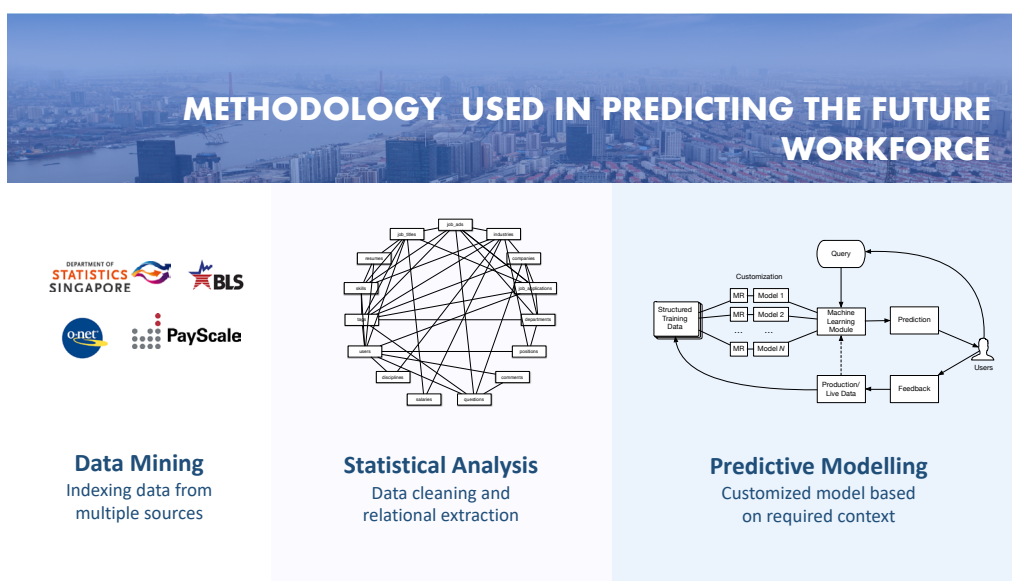 METHODOLOGY USED IN PREDICTING THE FUTURE
WORKFORCE
DEPARTMENT OF
STATISTICS
SINGAPORE
BLS
o·net
PayScale
Data Mining
Indexing data from
multiple sources
job_ads
job_titles
industries
resumes
companies
skills
job_applications
tags
departments
users
positions
disciplines
comments
salaries
questions
Statistical Analysis
Data cleaning and
relational extraction
Query
Customization
Structured
Training
Data
MR
Model 1
MR
Model 2
...
...
MR
Model N
Machine
Learning
Module
Prediction
Users
Production/
Live Data
Feedback
Predictive Modelling
Customized model based
on required context